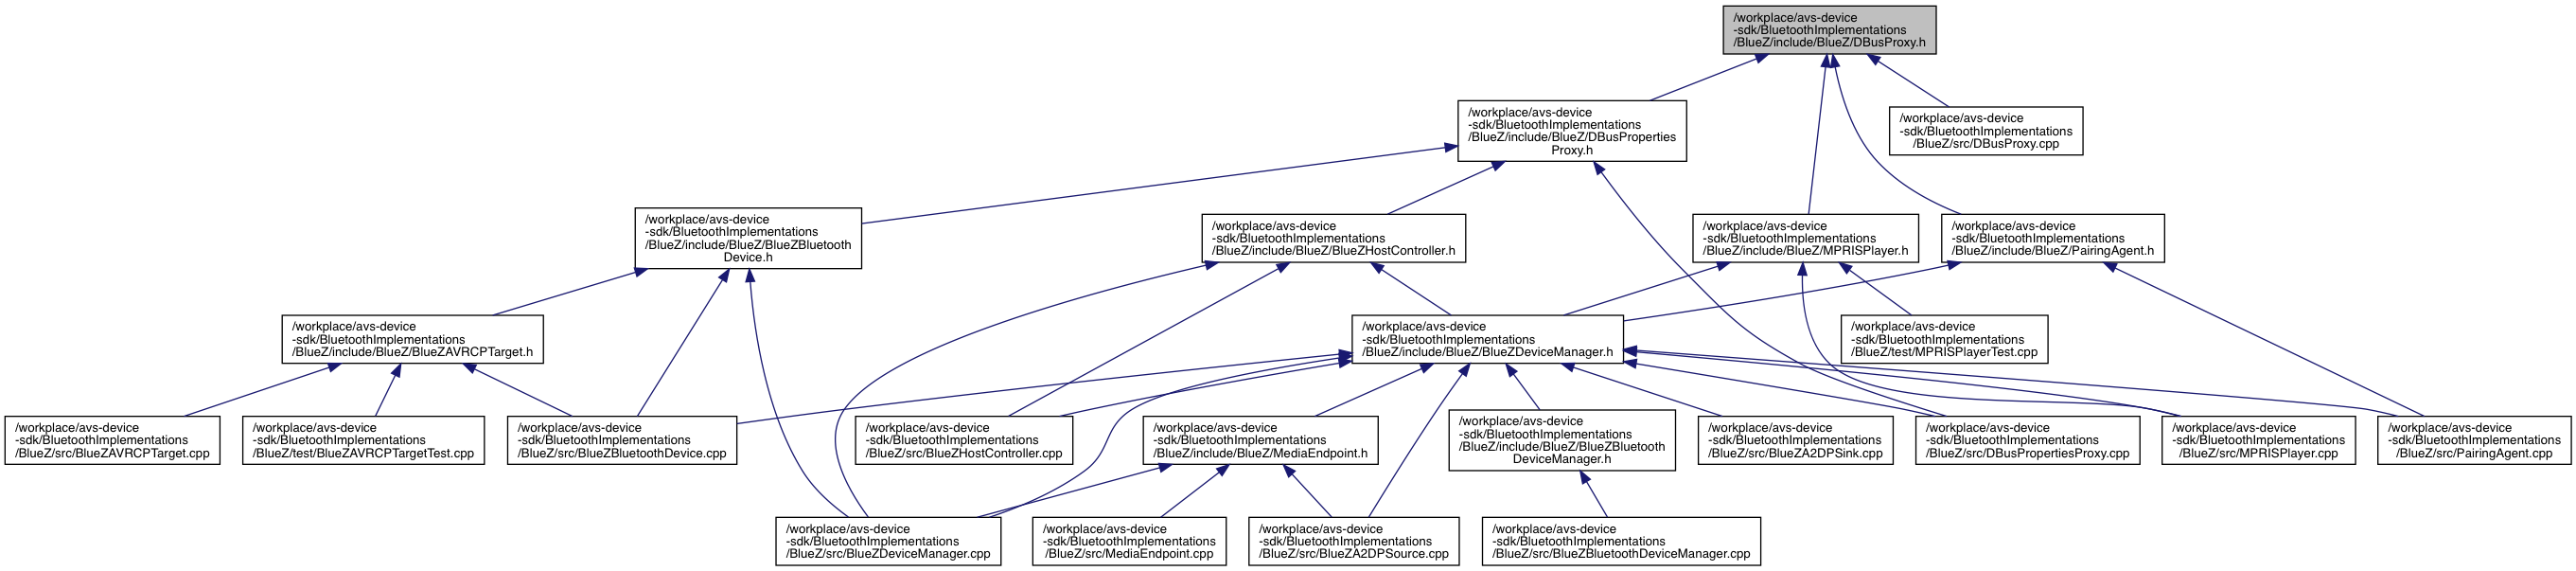 /workplace/avs-device
-sdk/BluetoothImplementations
/BlueZ/include/BlueZ/DBusProxy.h
/workplace/avs-device
-sdk/BluetoothImplementations
/BlueZ/include/BlueZ/DBusProperties
Proxy.h
/workplace/avs-device
-sdk/BluetoothImplementations
/BlueZ/src/DBusProxy.cpp
/workplace/avs-device
-sdk/BluetoothImplementations
/BlueZ/include/BlueZ/BlueZBluetooth
Device.h
/workplace/avs-device
-sdk/BluetoothImplementations
/BlueZ/include/BlueZ/BlueZHostController.h
/workplace/avs-device
-sdk/BluetoothImplementations
/BlueZ/include/BlueZ/MPRISPlayer.h
/workplace/avs-device
-sdk/BluetoothImplementations
/BlueZ/include/BlueZ/PairingAgent.h
/workplace/avs-device
-sdk/BluetoothImplementations
/BlueZ/include/BlueZ/BlueZAVRCPTarget.h
/workplace/avs-device
-sdk/BluetoothImplementations
/BlueZ/include/BlueZ/BlueZDeviceManager.h
/workplace/avs-device
-sdk/BluetoothImplementations
/BlueZ/test/MPRISPlayerTest.cpp
/workplace/avs-device
-sdk/BluetoothImplementations
/BlueZ/src/BlueZAVRCPTarget.cpp
/workplace/avs-device
-sdk/BluetoothImplementations
/BlueZ/test/BlueZAVRCPTargetTest.cpp
/workplace/avs-device
-sdk/BluetoothImplementations
/BlueZ/src/BlueZBluetoothDevice.cpp
/workplace/avs-device
-sdk/BluetoothImplementations
/BlueZ/src/BlueZHostController.cpp
/workplace/avs-device
-sdk/BluetoothImplementations
/BlueZ/include/BlueZ/MediaEndpoint.h
/workplace/avs-device
-sdk/BluetoothImplementations
/BlueZ/include/BlueZ/BlueZBluetooth
DeviceManager.h
/workplace/avs-device
-sdk/BluetoothImplementations
/BlueZ/src/BlueZA2DPSink.cpp
/workplace/avs-device
-sdk/BluetoothImplementations
/BlueZ/src/DBusPropertiesProxy.cpp
/workplace/avs-device
-sdk/BluetoothImplementations
/BlueZ/src/MPRISPlayer.cpp
/workplace/avs-device
-sdk/BluetoothImplementations
/BlueZ/src/PairingAgent.cpp
/workplace/avs-device
-sdk/BluetoothImplementations
/BlueZ/src/BlueZDeviceManager.cpp
/workplace/avs-device
-sdk/BluetoothImplementations
/BlueZ/src/MediaEndpoint.cpp
/workplace/avs-device
-sdk/BluetoothImplementations
/BlueZ/src/BlueZA2DPSource.cpp
/workplace/avs-device
-sdk/BluetoothImplementations
/BlueZ/src/BlueZBluetoothDeviceManager.cpp